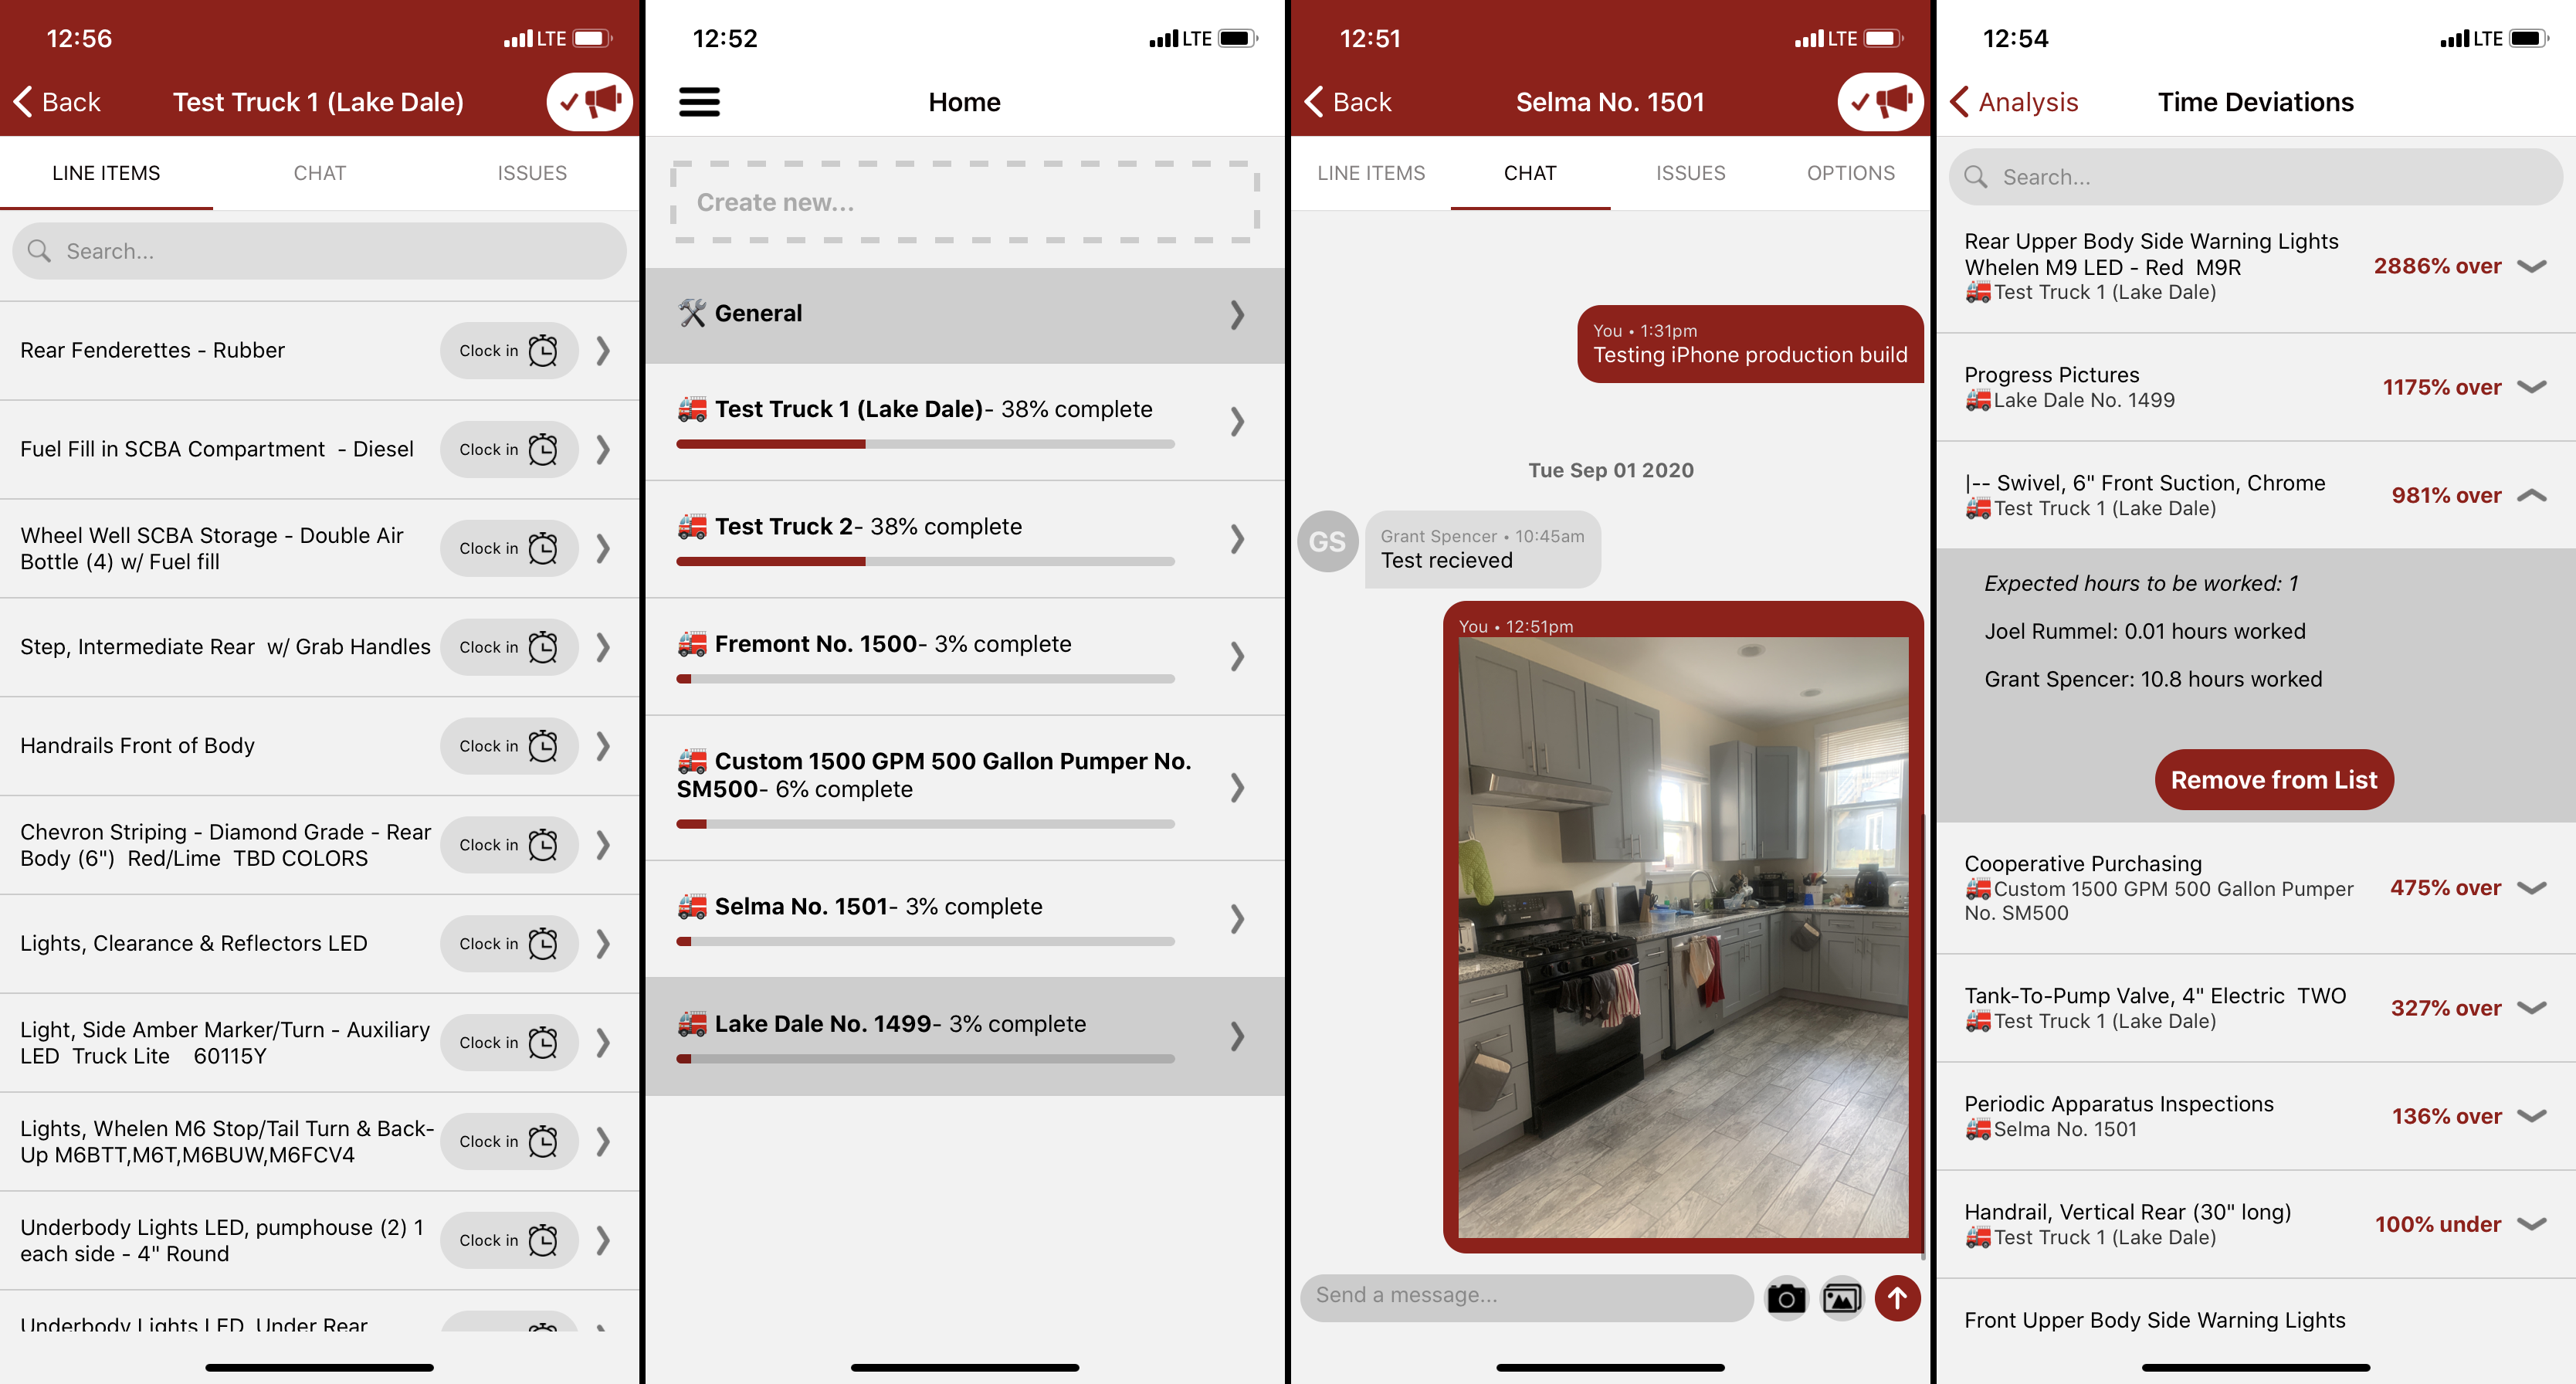 12:56
LTE
Back
Test Truck 1 (Lake Dale)
LINE ITEMS
CHAT
ISSUES
Search...
Rear Fenderettes - Rubber
Clock in
Fuel Fill in SCBA Compartment  - Diesel
Clock in
Wheel Well SCBA Storage - Double Air
Bottle (4) w/ Fuel fill
Clock in
Step, Intermediate Rear  w/ Grab Handles
Clock in
Handrails Front of Body
Clock in
Chevron Striping - Diamond Grade - Rear
Body (6")  Red/Lime  TBD COLORS
Clock in
Lights, Clearance & Reflectors LED
Clock in
Light, Side Amber Marker/Turn - Auxiliary
LED  Truck Lite    60115Y
Clock in
Lights, Whelen M6 Stop/Tail Turn & Back-
Up M6BTT,M6T,M6BUW,M6FCV4
Clock in
Underbody Lights LED, pumphouse (2) 1
each side - 4" Round
Clock in
Underbody Lights LED, Under Rear
12:52
LTE
Home
Create new...
General
Test Truck 1 (Lake Dale)- 38% complete
Test Truck 2- 38% complete
Fremont No. 1500- 3% complete
Custom 1500 GPM 500 Gallon Pumper No.
SM500- 6% complete
Selma No. 1501- 3% complete
Lake Dale No. 1499- 3% complete
12:51
LTE
Back
Selma No. 1501
LINE ITEMS
CHAT
ISSUES
OPTIONS
You • 1:31pm
Testing iPhone production build
Tue Sep 01 2020
GS
Grant Spencer • 10:45am
Test recieved
You • 12:51pm
Send a message...
12:54
LTE
Analysis
Time Deviations
Search...
Rear Upper Body Side Warning Lights
Whelen M9 LED - Red  M9R
Test Truck 1 (Lake Dale)
2886% over
Progress Pictures
Lake Dale No. 1499
1175% over
|-- Swivel, 6" Front Suction, Chrome
Test Truck 1 (Lake Dale)
981% over
Expected hours to be worked: 1
Joel Rummel: 0.01 hours worked
Grant Spencer: 10.8 hours worked
Remove from List
Cooperative Purchasing
Custom 1500 GPM 500 Gallon Pumper
No. SM500
475% over
Tank-To-Pump Valve, 4" Electric  TWO
Test Truck 1 (Lake Dale)
327% over
Periodic Apparatus Inspections
Selma No. 1501
136% over
Handrail, Vertical Rear (30" long)
Test Truck 1 (Lake Dale)
100% under
Front Upper Body Side Warning Lights